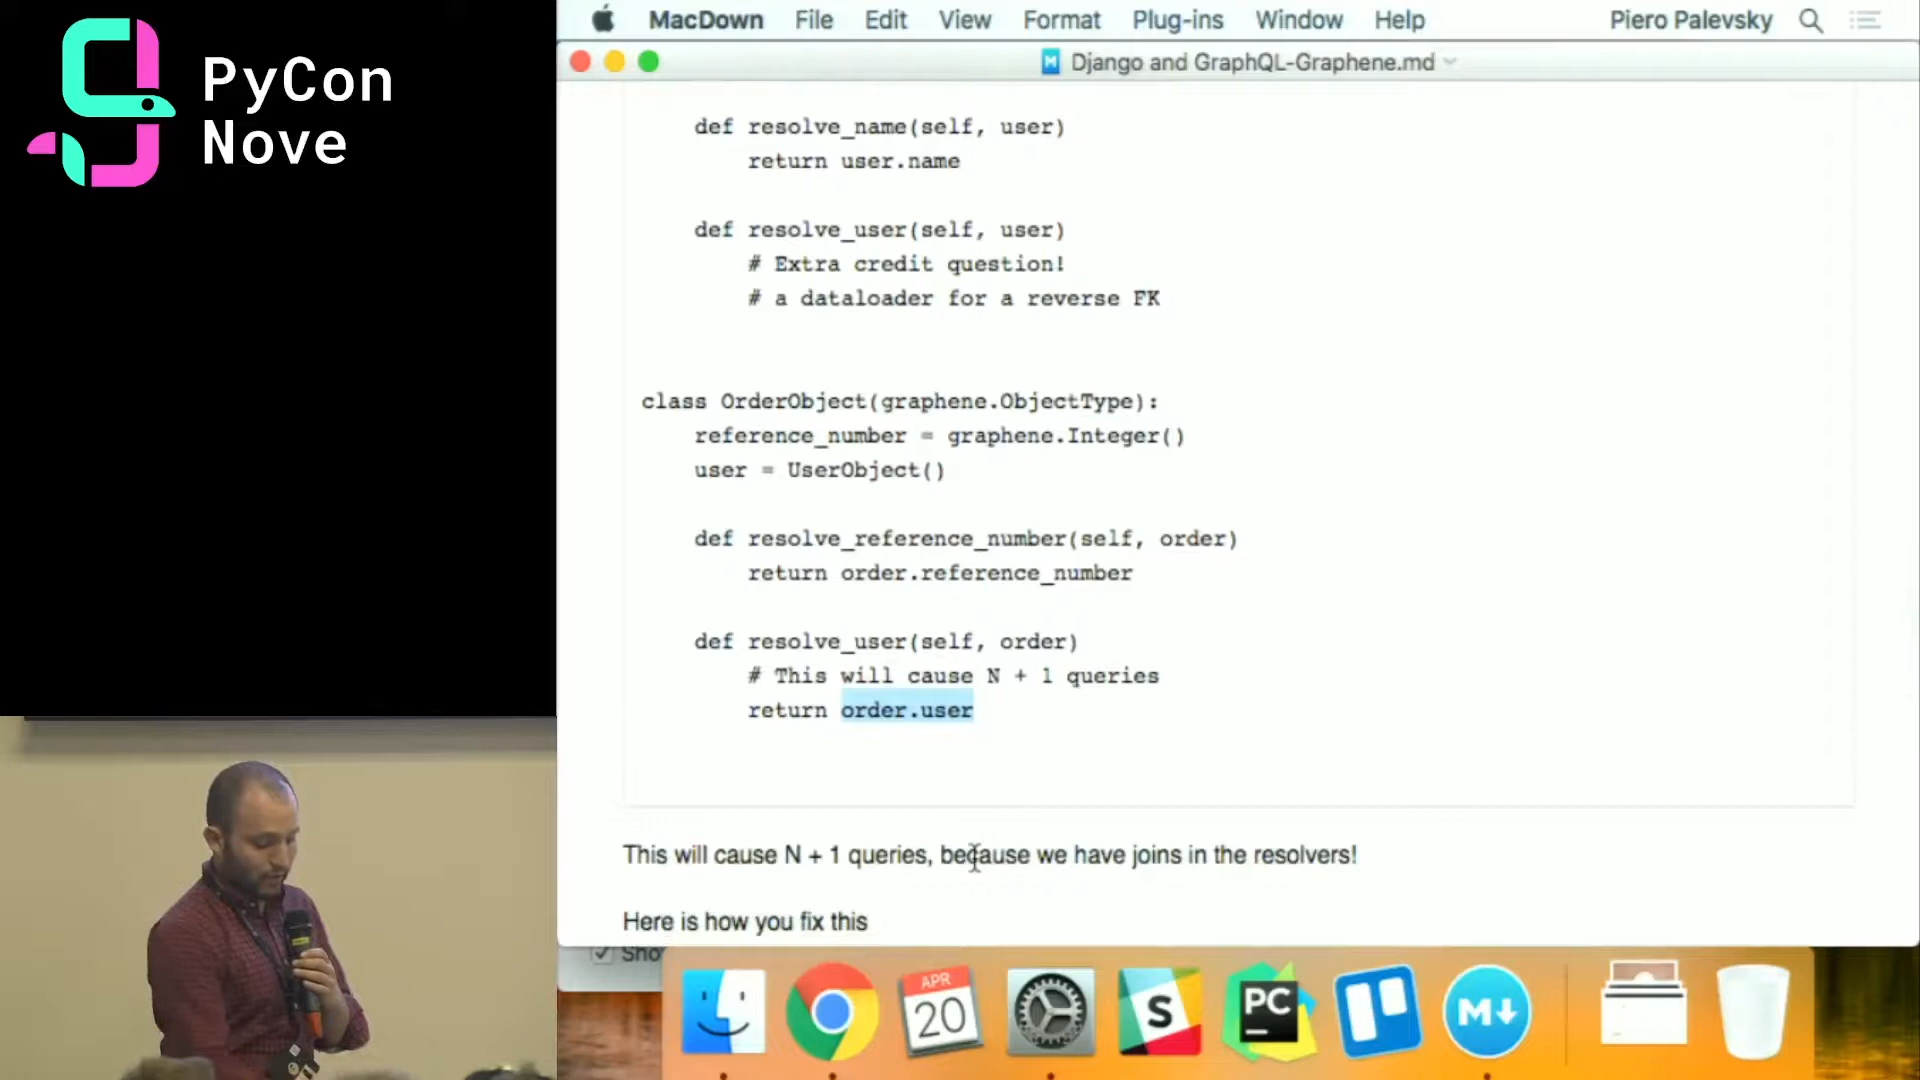 PyCon
Nove
MacDown File Edit View Format Plug-ins Window Help Piero Palevsky
Django and GraphQL-Graphene.md
def resolve_name(self, user)
return user.name
def resolve_user(self, user)
# Extra credit question!
# a dataloader for a reverse FK
class OrderObject(graphene.ObjectType):
reference_number = graphene.Integer()
user = UserObject()
def resolve_reference_number(self, order)
return order.reference_number
def resolve_user(self, order)
# This will cause N + 1 queries
return order.user
This will cause N + 1 queries, because we have joins in the resolvers!
Here is how you fix this
Sho
APR
20
S
PC
M